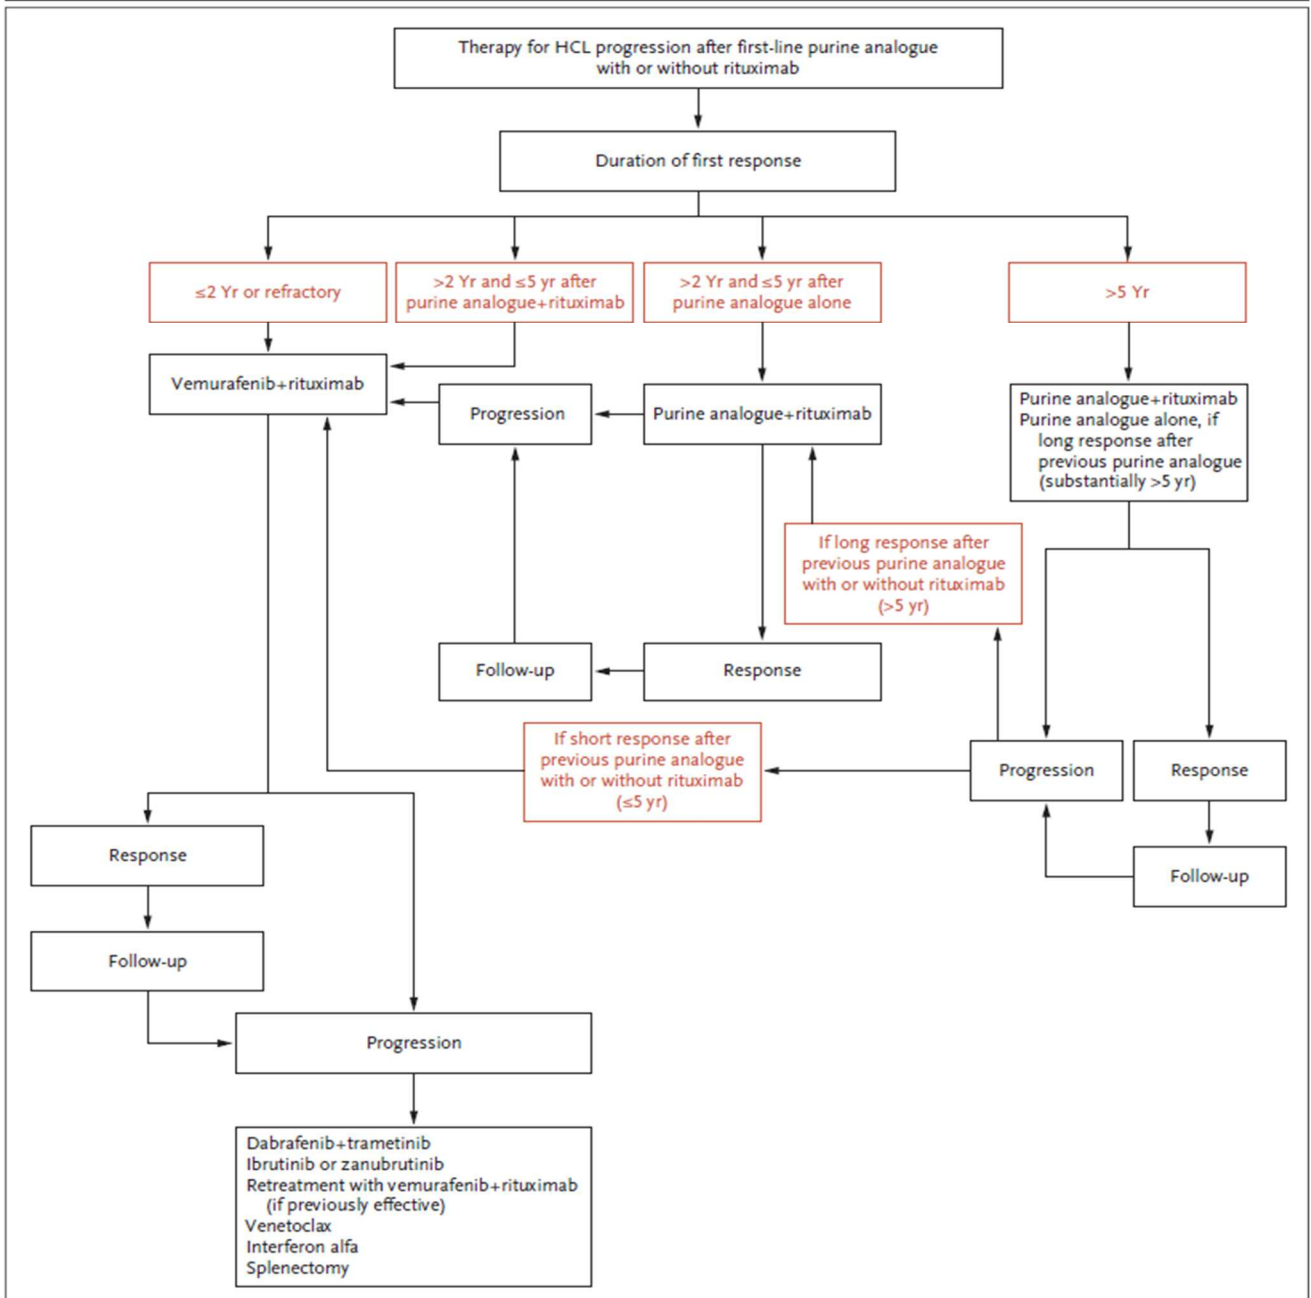 Therapy for HCL progression after first-line purine analogue
with or without rituximab
Duration of first response
≤2 Yr or refractory
>2 Yr and ≤5 yr after
purine analogue+rituximab
>2 Yr and ≤5 yr after
purine analogue alone
>5 Yr
Vemurafenib+rituximab
Progression
Purine analogue+rituximab
Purine analogue+rituximab
Purine analogue alone, if
long response after
previous purine analogue
(substantially >5 yr)
If long response after
previous purine analogue
with or without rituximab
(>5 yr)
Follow-up
Response
If short response after
previous purine analogue
with or without rituximab
(≤5 yr)
Progression
Response
Response
Follow-up
Follow-up
Progression
Dabrafenib+trametinib
Ibrutinib or zanubrutinib
Retreatment with vemurafenib+rituximab
(if previously effective)
Venetoclax
Interferon alfa
Splenectomy